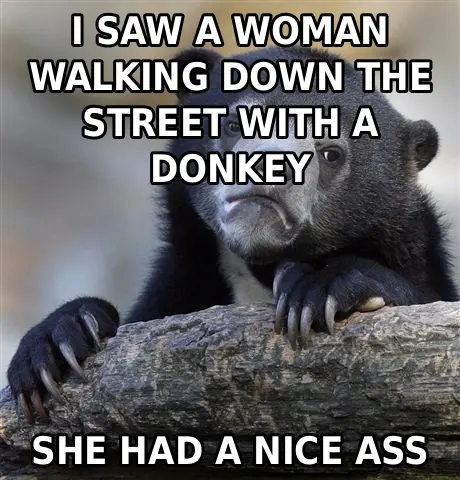 I SAW A WOMAN
WALKING DOWN THE
STREET WITH A
DONKEY
SHE HAD A NICE ASS